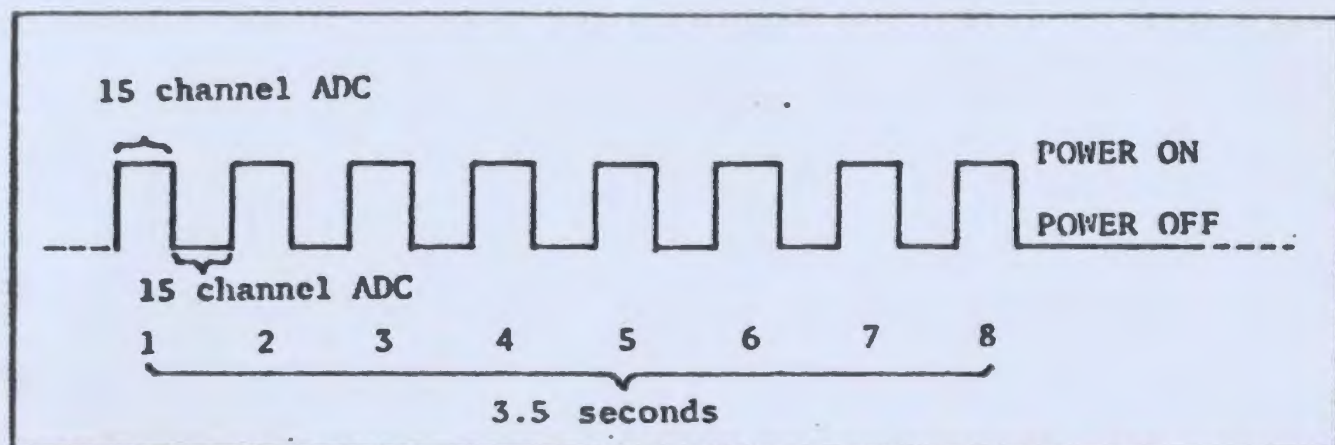 15 channel ADC
POWER ON
POWER OFF
15 channel ADC
1 2 3 4 5 6 7 8
3.5 seconds